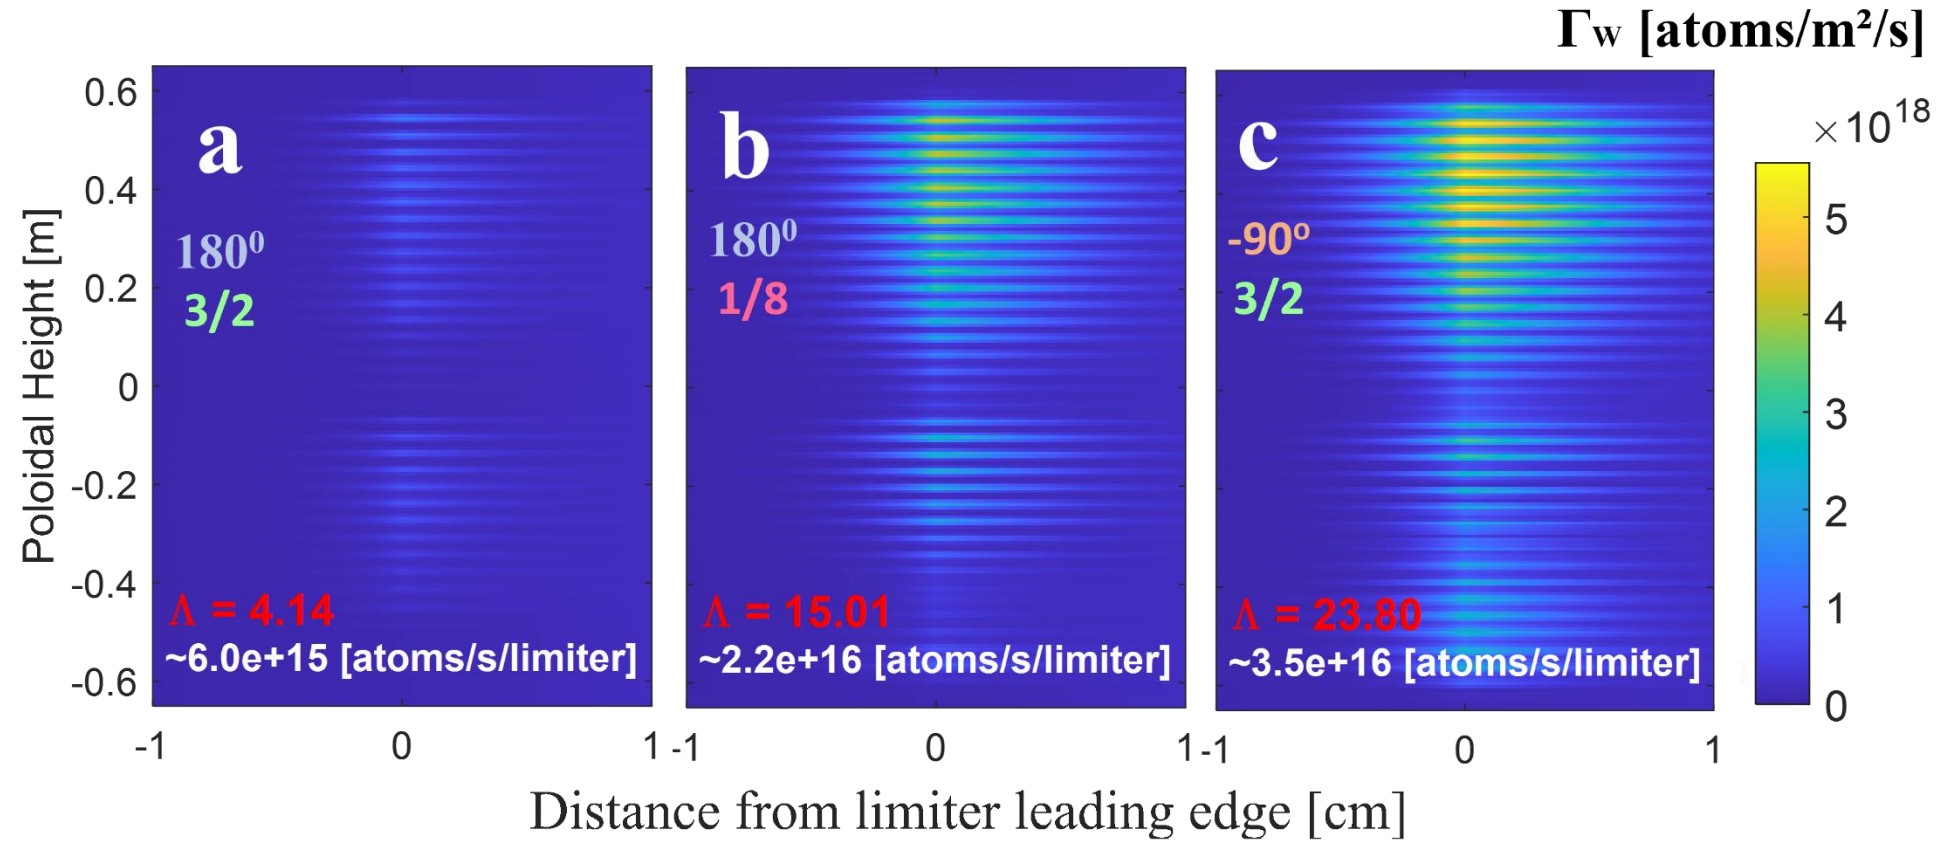 Γw [atoms/m²/s]
×10¹⁸
5
4
3
2
1
0
Poloidal Height [m]
0.6
0.4
0.2
0
-0.2
-0.4
-0.6
a
180⁰
3/2
Λ = 4.14
~6.0e+15 [atoms/s/limiter]
-1 0 1
b
180⁰
1/8
Λ = 15.01
~2.2e+16 [atoms/s/limiter]
-1 0 1
c
-90º
3/2
Λ = 23.80
~3.5e+16 [atoms/s/limiter]
-1 0 1
Distance from limiter leading edge [cm]